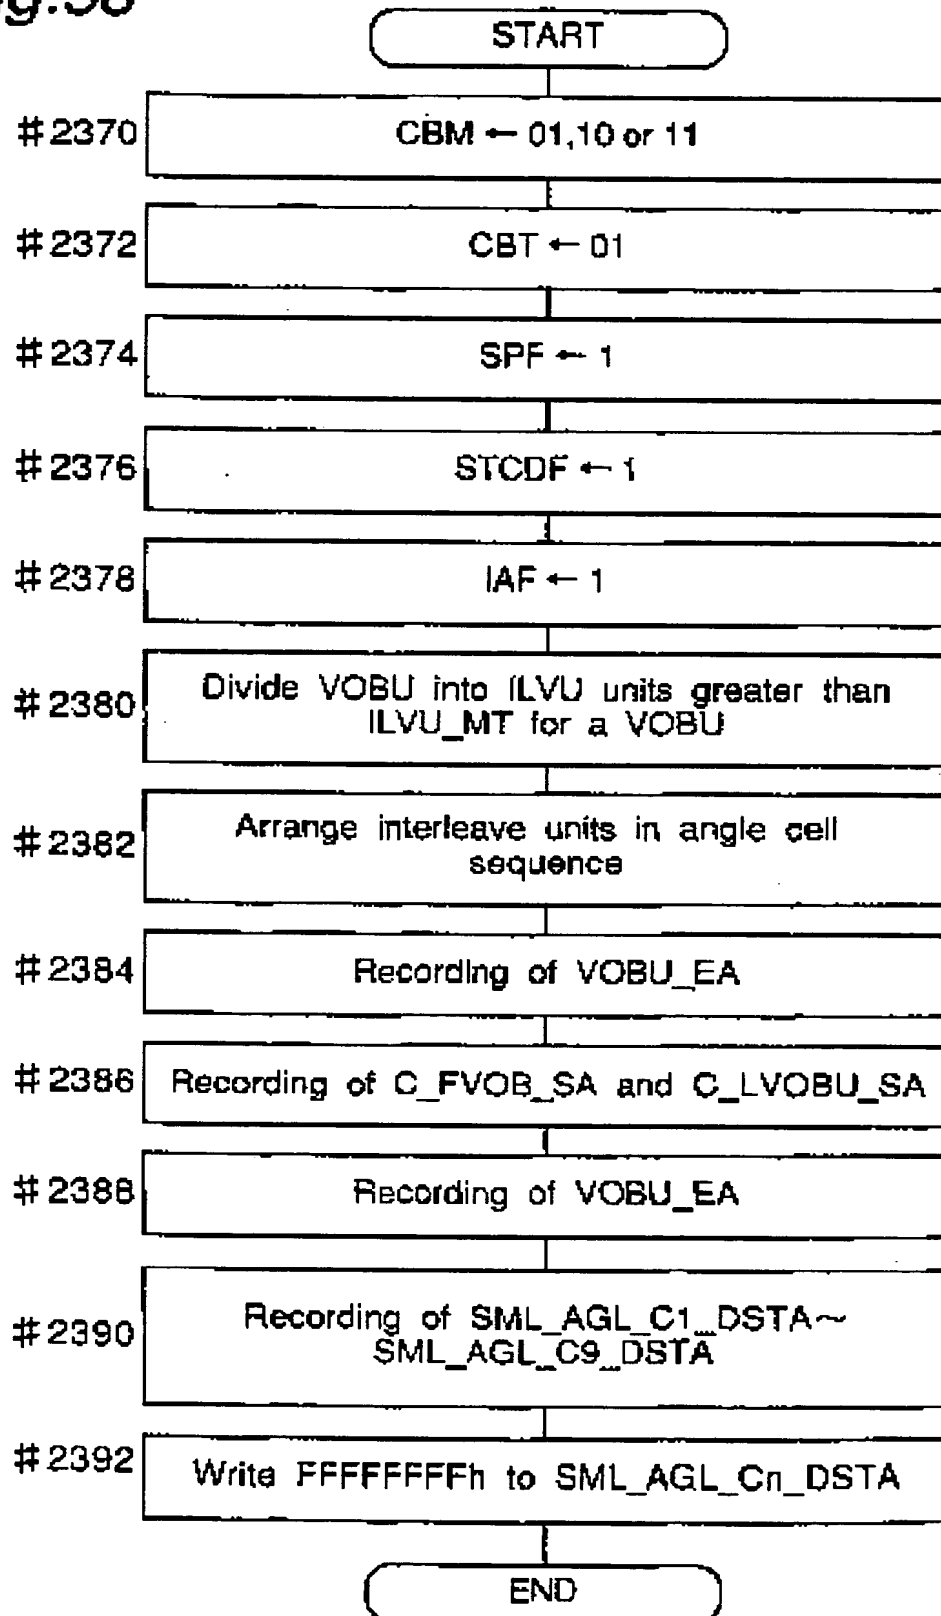 START
#2370
CBM ← 01,10 or 11
#2372
CBT ← 01
#2374
SPF ← 1
#2376
STCDF ← 1
#2378
IAF ← 1
#2380
Divide VOBU into ILVU units greater than
ILVU_MT for a VOBU
#2382
Arrange interleave units in angle cell
sequence
#2384
Recording of VOBU_EA
#2386
Recording of C_FVOB_SA and C_LVOBU_SA
#2388
Recording of VOBU_EA
#2390
Recording of SML_AGL_C1_DSTA~
SML_AGL_C9_DSTA
#2392
Write FFFFFFFFh to SML_AGL_Cn_DSTA
END